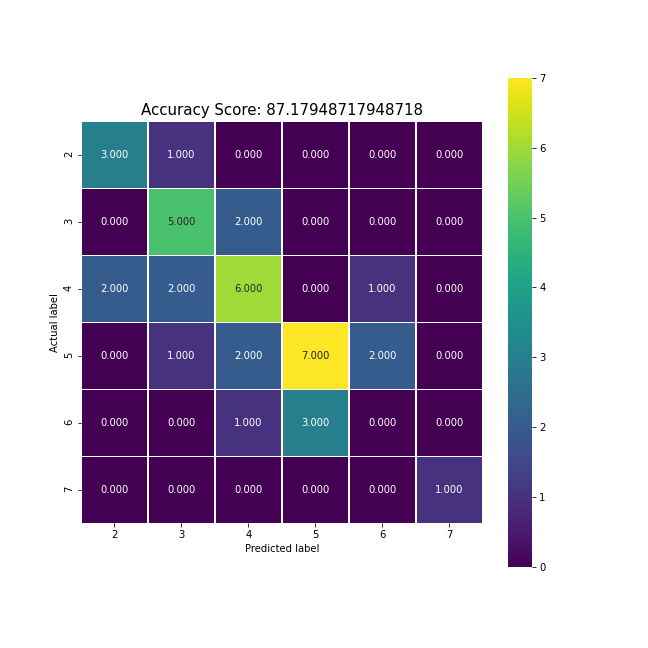 Accuracy Score: 87.17948717948718
2 3.000 1.000 0.000 0.000 0.000 0.000
3 0.000 5.000 2.000 0.000 0.000 0.000
4 2.000 2.000 6.000 0.000 1.000 0.000
5 0.000 1.000 2.000 7.000 2.000 0.000
6 0.000 0.000 1.000 3.000 0.000 0.000
7 0.000 0.000 0.000 0.000 0.000 1.000
Actual label
2 3 4 5 6 7
Predicted label
7
6
5
4
3
2
1
0